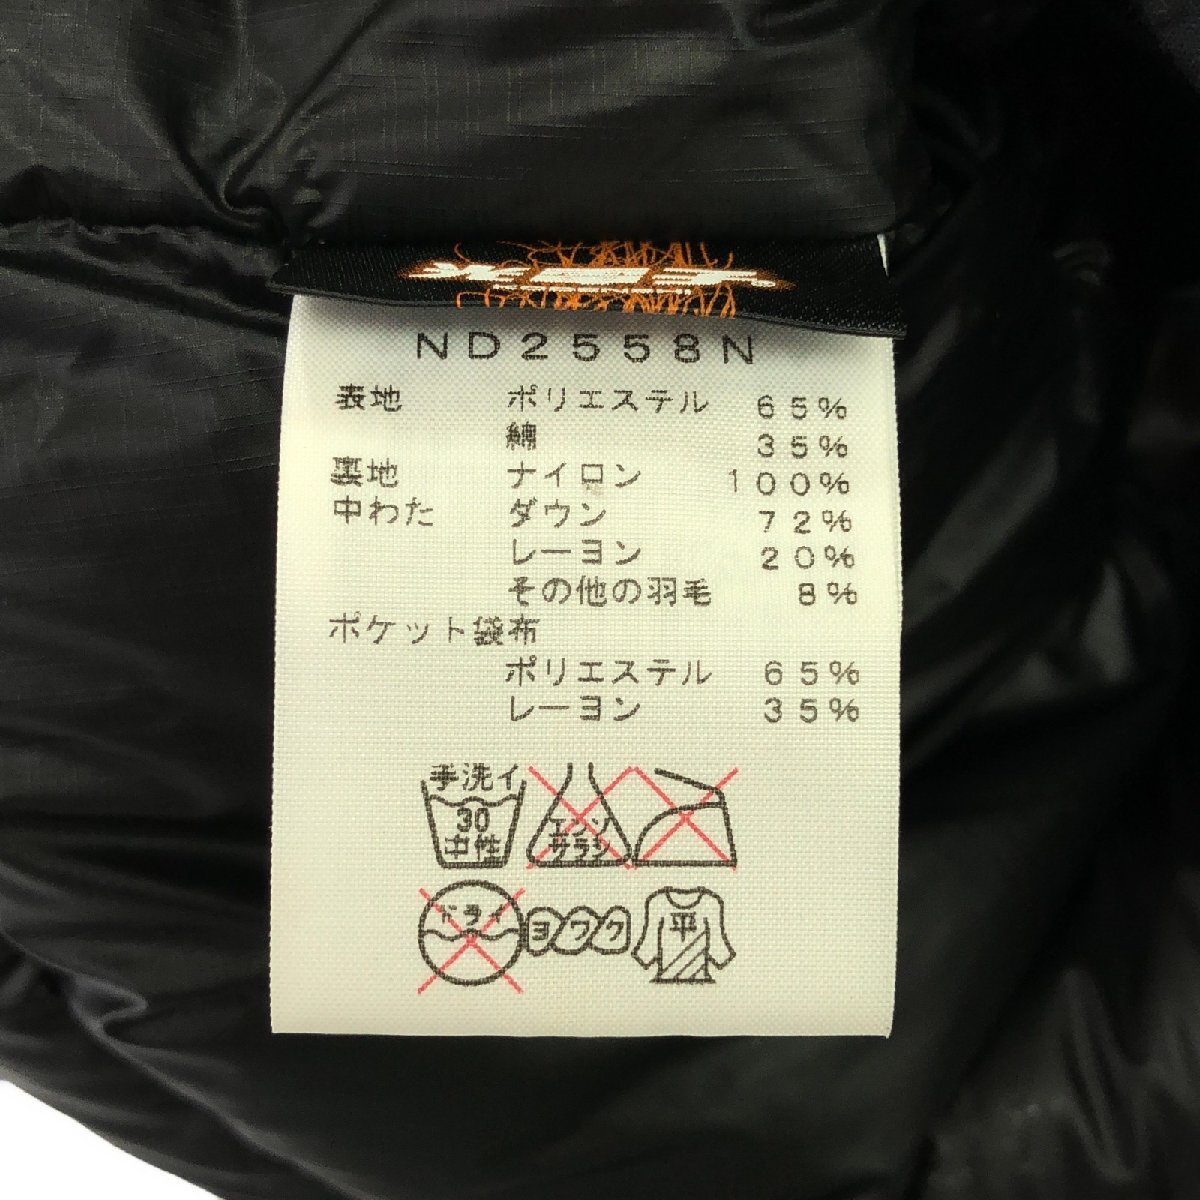 ND2558N
表地 ポリエステル 65%
綿 35%
裏地 ナイロン 100%
中わた ダウン 72%
レーヨン 20%
その他の羽毛 8%
ポケット袋布
ポリエステル 65%
レーヨン 35%
手洗イ
30
中性
エンソ
サラシ
ドライ
ヨワク
平